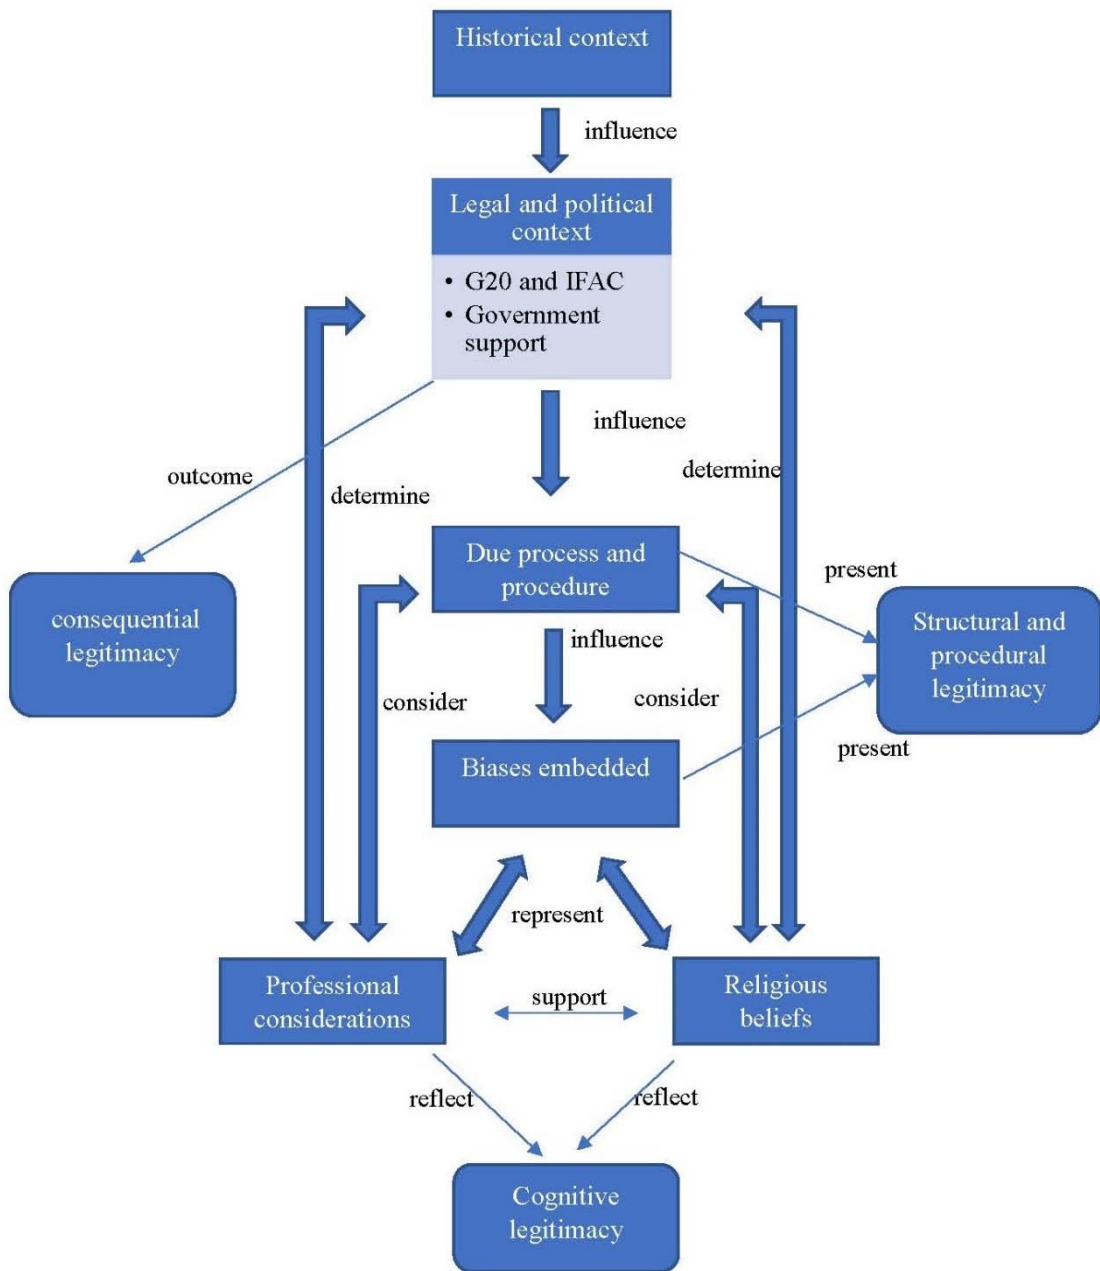 Historical context
influence
Legal and political
context
• G20 and IFAC
• Government
support
influence
outcome
determine
determine
Due process and
procedure
present
consequential
legitimacy
Structural and
procedural
legitimacy
influence
consider
consider
present
Biases embedded
represent
Professional
considerations
support
Religious
beliefs
reflect
reflect
Cognitive
legitimacy